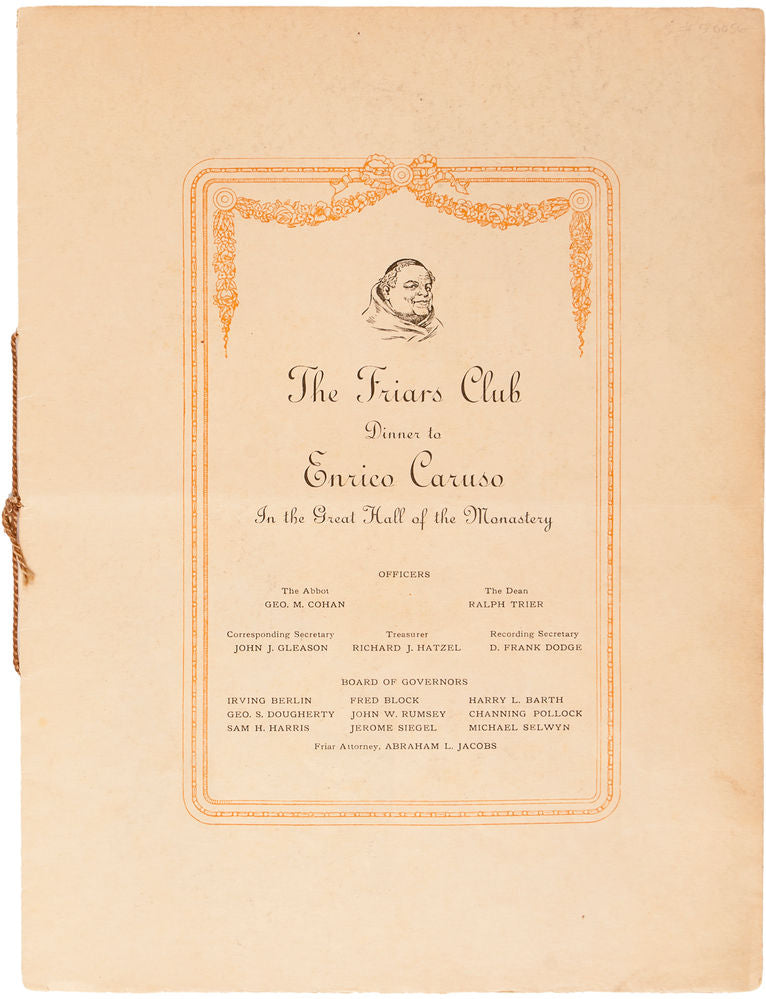 The Friars Club
Dinner to
Enrico Caruso
In the Great Hall of the Monastery
OFFICERS
The Abbot The Dean
GEO. M. COHAN RALPH TRIER
Corresponding Secretary Treasurer Recording Secretary
JOHN J. GLEASON RICHARD J. HATZEL D. FRANK DODGE
BOARD OF GOVERNORS
IRVING BERLIN FRED BLOCK HARRY L. BARTH
GEO. S. DOUGHERTY JOHN W. RUMSEY CHANNING POLLOCK
SAM H. HARRIS JEROME SIEGEL MICHAEL SELWYN
Friar Attorney, ABRAHAM L. JACOBS